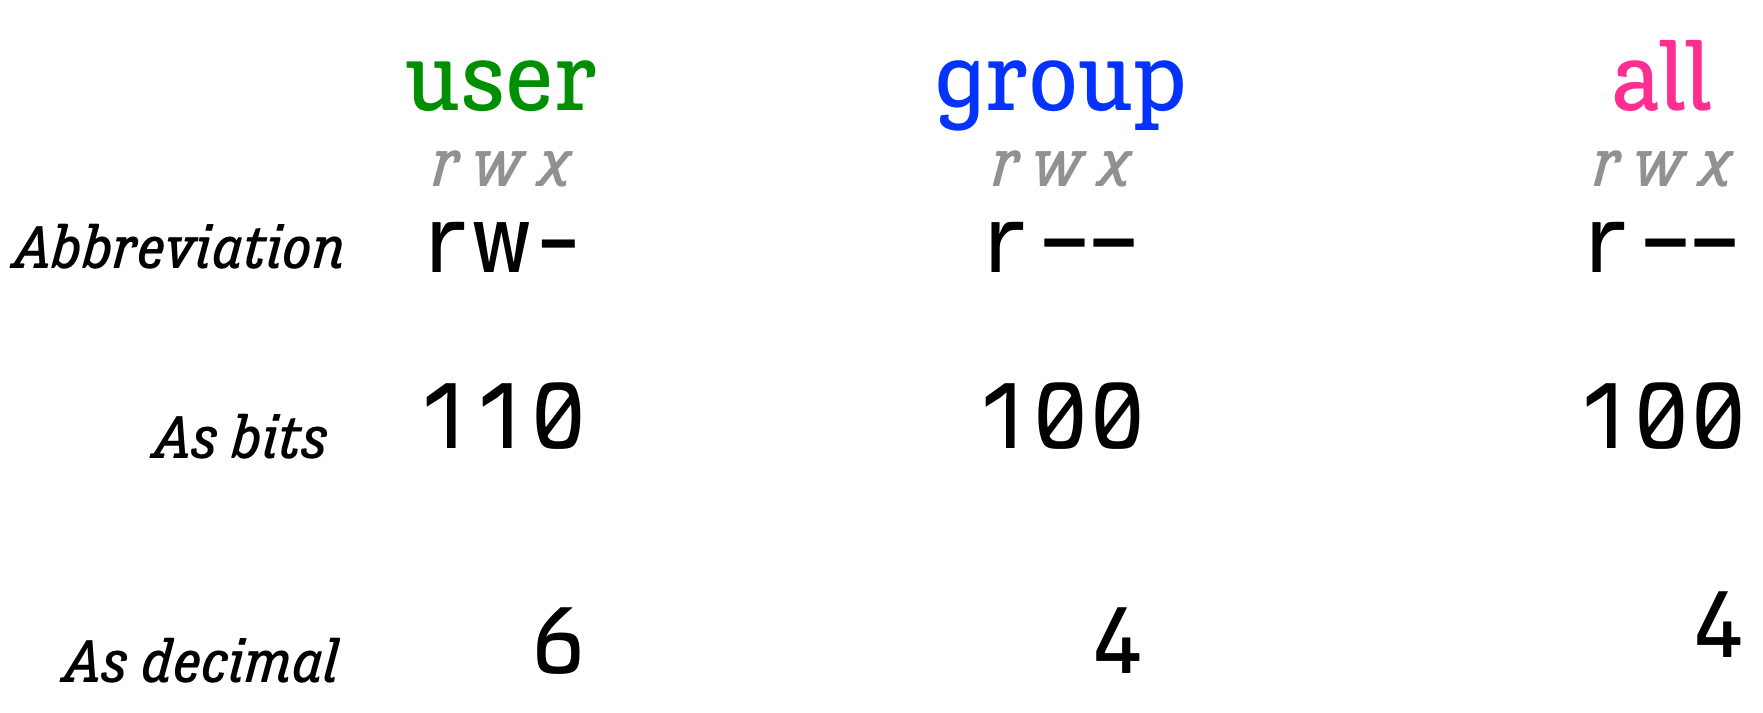 user group all
r w x r w x r w x
Abbreviation rw- r-- r--
As bits 110 100 100
As decimal 6 4 4